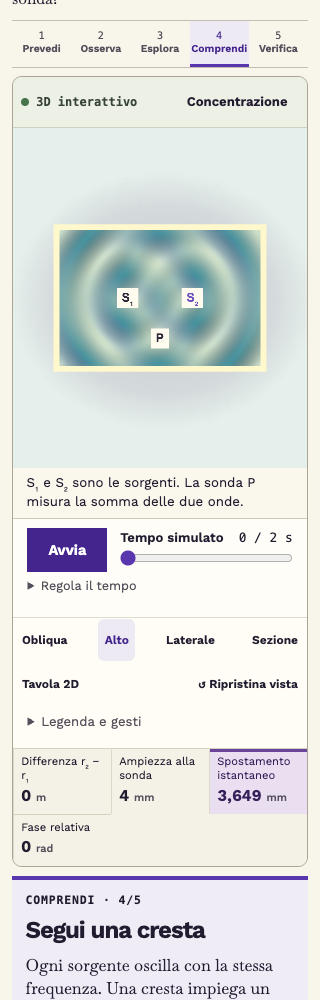 sonda?
1 2 3 4 5
Prevedi Osserva Esplora Comprendi Verifica
3D interattivo Concentrazione
S₁ S₂
P
S₁ e S₂ sono le sorgenti. La sonda P
misura la somma delle due onde.
Avvia
Tempo simulato 0 / 2 s
▶ Regola il tempo
Obliqua Alto Laterale Sezione
Tavola 2D ↺ Ripristina vista
▶ Legenda e gesti
Differenza r₂ −
r₁
0 m
Ampiezza alla
sonda
4 mm
Spostamento
istantaneo
3,649 mm
Fase relativa
0 rad
COMPRENDI · 4/5
Segui una cresta
Ogni sorgente oscilla con la stessa
frequenza. Una cresta impiega un